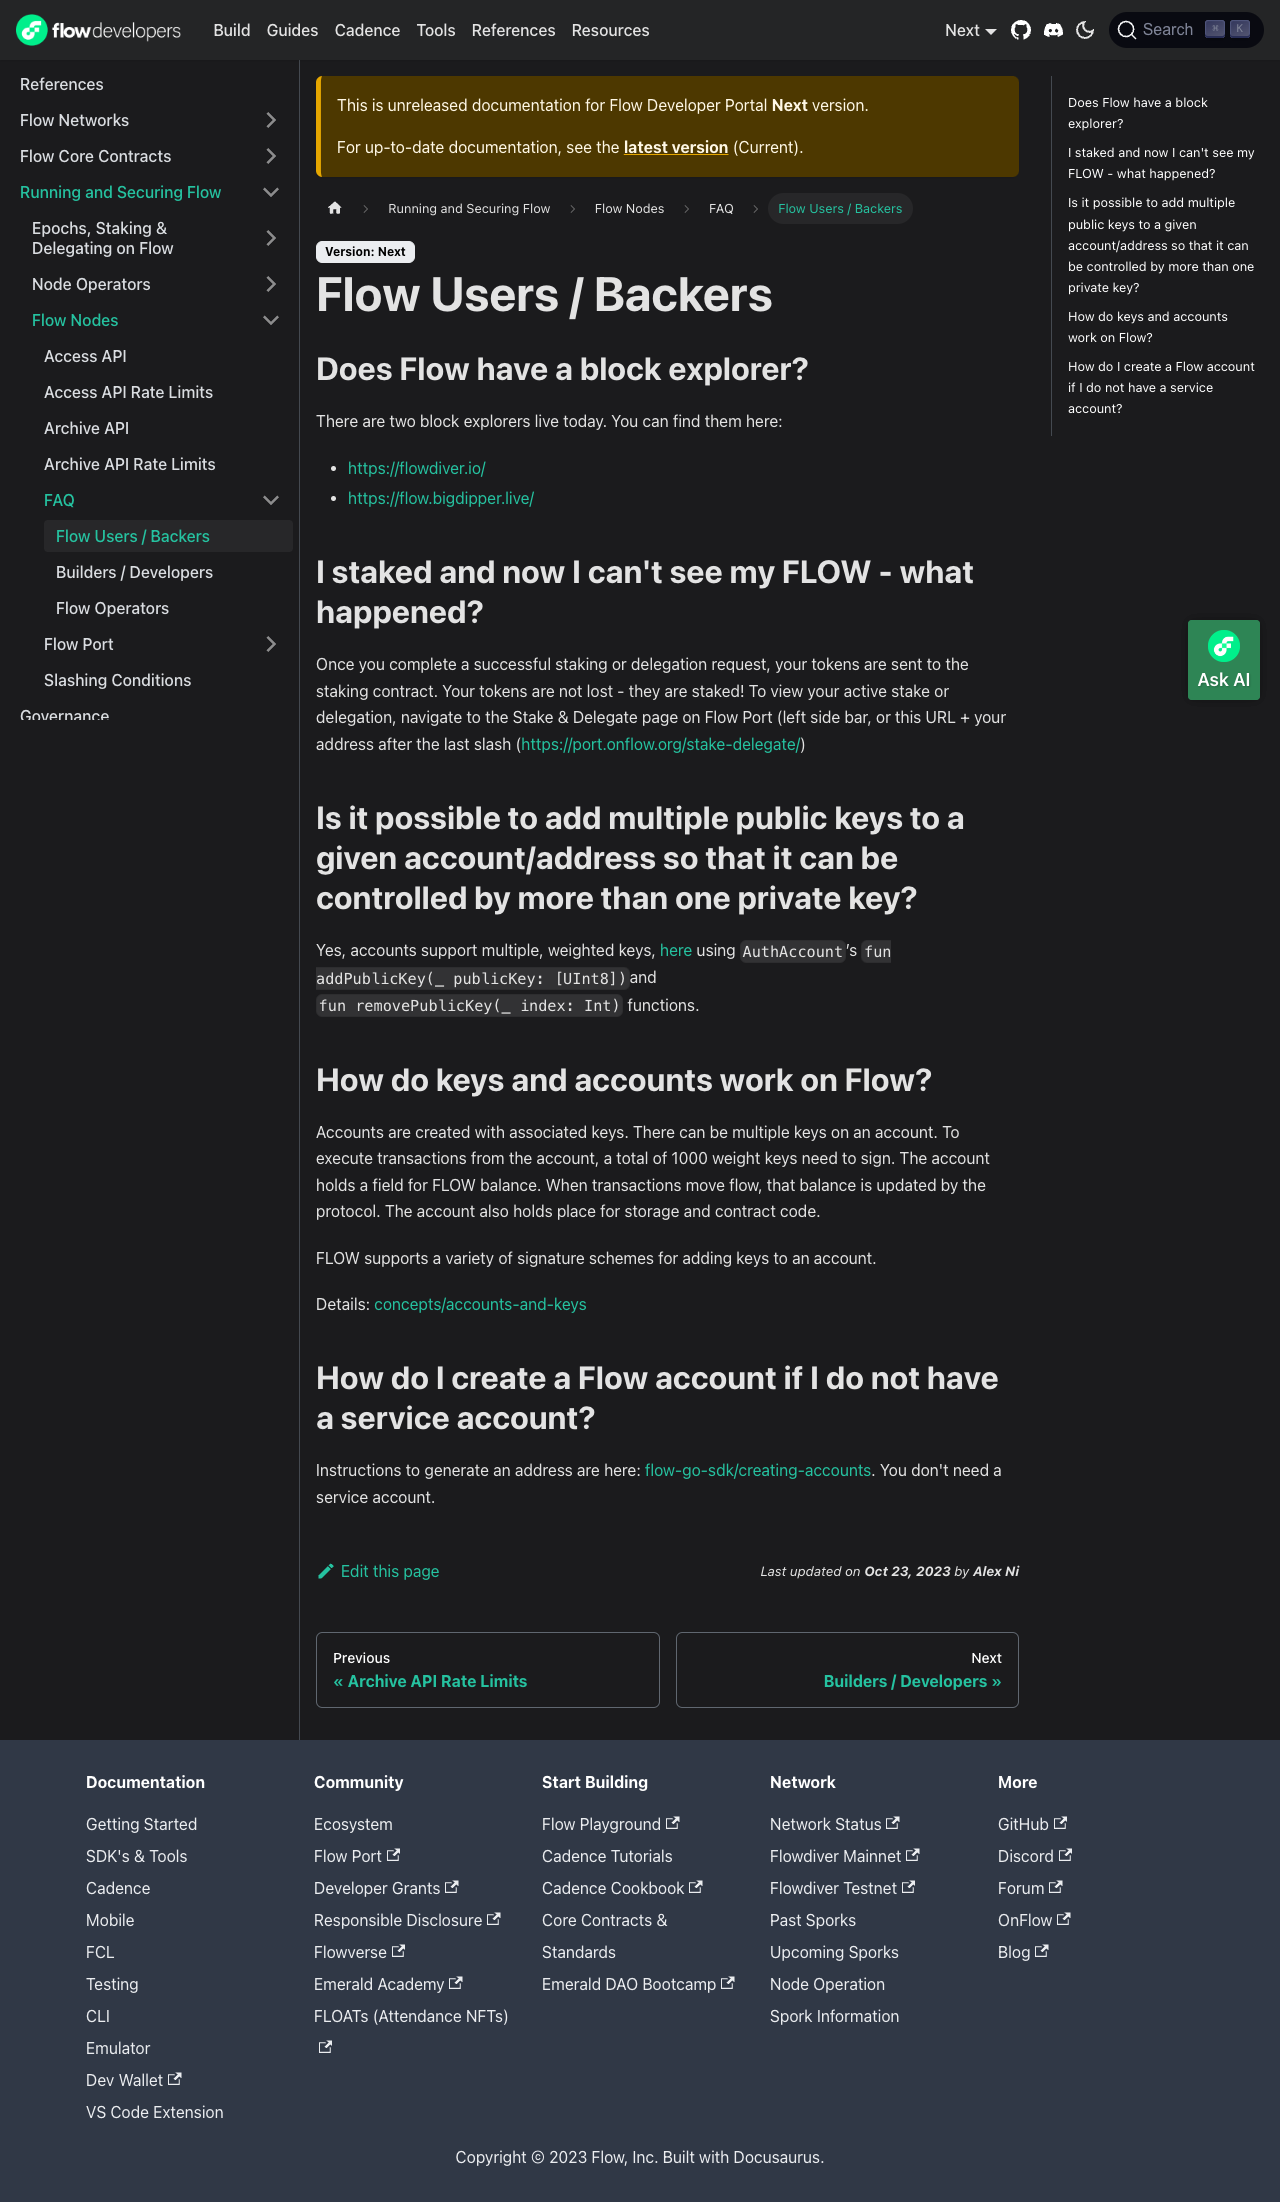 flowdevelopers
Build Guides Cadence Tools References Resources
Next
Search ⌘ K
References
Flow Networks
Flow Core Contracts
Running and Securing Flow
Epochs, Staking &
Delegating on Flow
Node Operators
Flow Nodes
Access API
Access API Rate Limits
Archive API
Archive API Rate Limits
FAQ
Flow Users / Backers
Builders / Developers
Flow Operators
Flow Port
Slashing Conditions
Governance
This is unreleased documentation for Flow Developer Portal Next version.
For up-to-date documentation, see the latest version (Current).
Running and Securing Flow
Flow Nodes
FAQ
Flow Users / Backers
Version: Next
Flow Users / Backers
Does Flow have a block explorer?
There are two block explorers live today. You can find them here:
https://flowdiver.io/
https://flow.bigdipper.live/
I staked and now I can't see my FLOW - what
happened?
Once you complete a successful staking or delegation request, your tokens are sent to the
staking contract. Your tokens are not lost - they are staked! To view your active stake or
delegation, navigate to the Stake & Delegate page on Flow Port (left side bar, or this URL + your
address after the last slash (https://port.onflow.org/stake-delegate/)
Is it possible to add multiple public keys to a
given account/address so that it can be
controlled by more than one private key?
Yes, accounts support multiple, weighted keys, here using AuthAccount's fun
addPublicKey(_ publicKey: [UInt8])and
fun removePublicKey(_ index: Int) functions.
How do keys and accounts work on Flow?
Accounts are created with associated keys. There can be multiple keys on an account. To
execute transactions from the account, a total of 1000 weight keys need to sign. The account
holds a field for FLOW balance. When transactions move flow, that balance is updated by the
protocol. The account also holds place for storage and contract code.
FLOW supports a variety of signature schemes for adding keys to an account.
Details: concepts/accounts-and-keys
How do I create a Flow account if I do not have
a service account?
Instructions to generate an address are here: flow-go-sdk/creating-accounts. You don't need a
service account.
Edit this page
Last updated on Oct 23, 2023 by Alex Ni
Previous
« Archive API Rate Limits
Next
Builders / Developers »
Does Flow have a block
explorer?
I staked and now I can't see my
FLOW - what happened?
Is it possible to add multiple
public keys to a given
account/address so that it can
be controlled by more than one
private key?
How do keys and accounts
work on Flow?
How do I create a Flow account
if I do not have a service
account?
Ask AI
Documentation
Getting Started
SDK's & Tools
Cadence
Mobile
FCL
Testing
CLI
Emulator
Dev Wallet
VS Code Extension
Community
Ecosystem
Flow Port
Developer Grants
Responsible Disclosure
Flowverse
Emerald Academy
FLOATs (Attendance NFTs)
Start Building
Flow Playground
Cadence Tutorials
Cadence Cookbook
Core Contracts &
Standards
Emerald DAO Bootcamp
Network
Network Status
Flowdiver Mainnet
Flowdiver Testnet
Past Sporks
Upcoming Sporks
Node Operation
Spork Information
More
GitHub
Discord
Forum
OnFlow
Blog
Copyright © 2023 Flow, Inc. Built with Docusaurus.